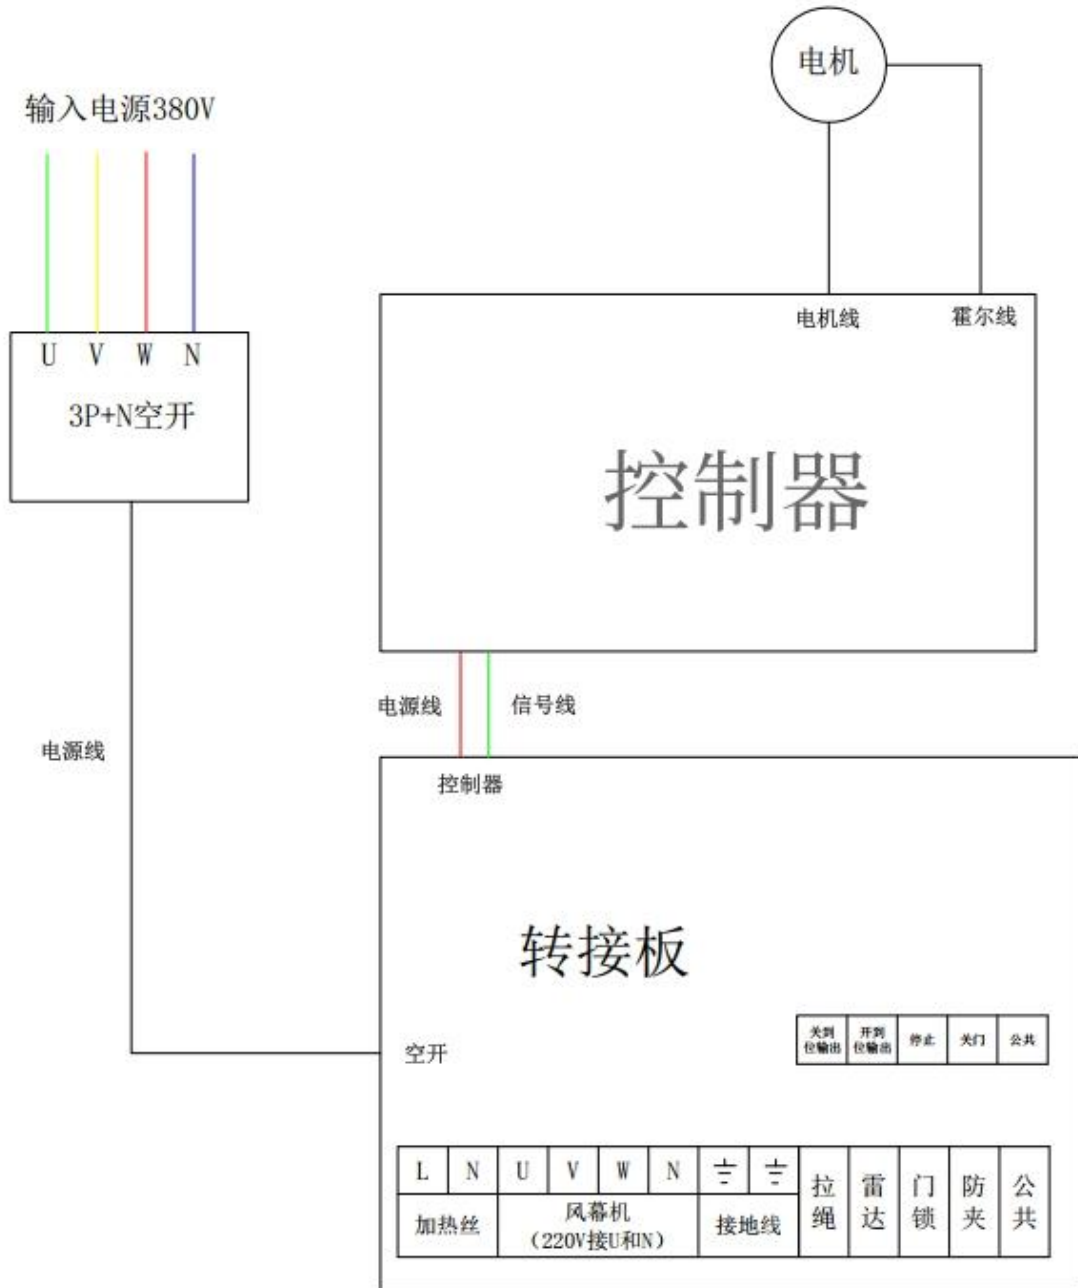 电机
输入电源380V
电机线 霍尔线
U V W N
3P+N空开
控制器
电源线 信号线
电源线
控制器
转接板
关到
位输出
开到
位输出
停止 关门 公共
空开
L N U V W N
加热丝
风幕机
(220V接U和N)
接地线
拉绳
雷达
门锁
防夹
公共